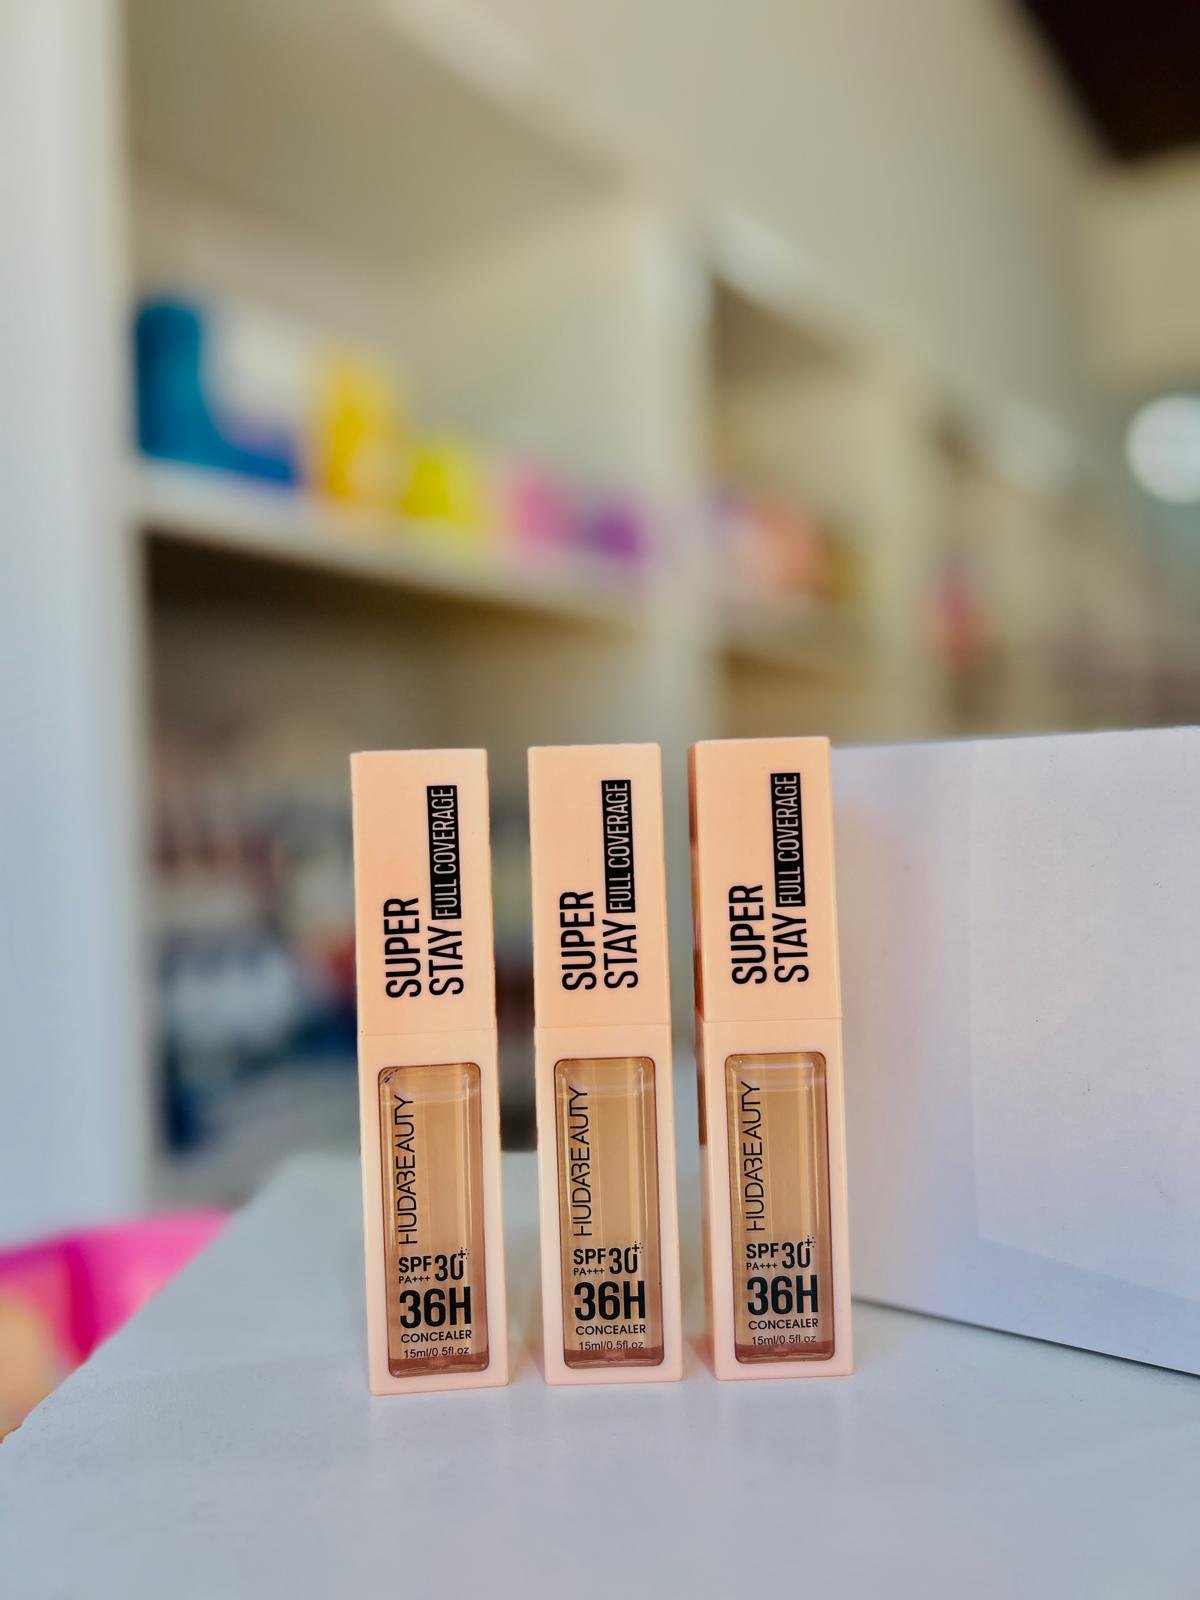 SUPER
STAY FULL COVERAGE
HUDABEAUTY
SPF 30+
PA+++
36H
CONCEALER
15ml/0.5fl.oz
SUPER
STAY FULL COVERAGE
HUDABEAUTY
SPF 30+
PA+++
36H
CONCEALER
15ml/0.5fl.oz
SUPER
STAY FULL COVERAGE
HUDABEAUTY
SPF 30+
PA+++
36H
CONCEALER
15ml/0.5fl.oz